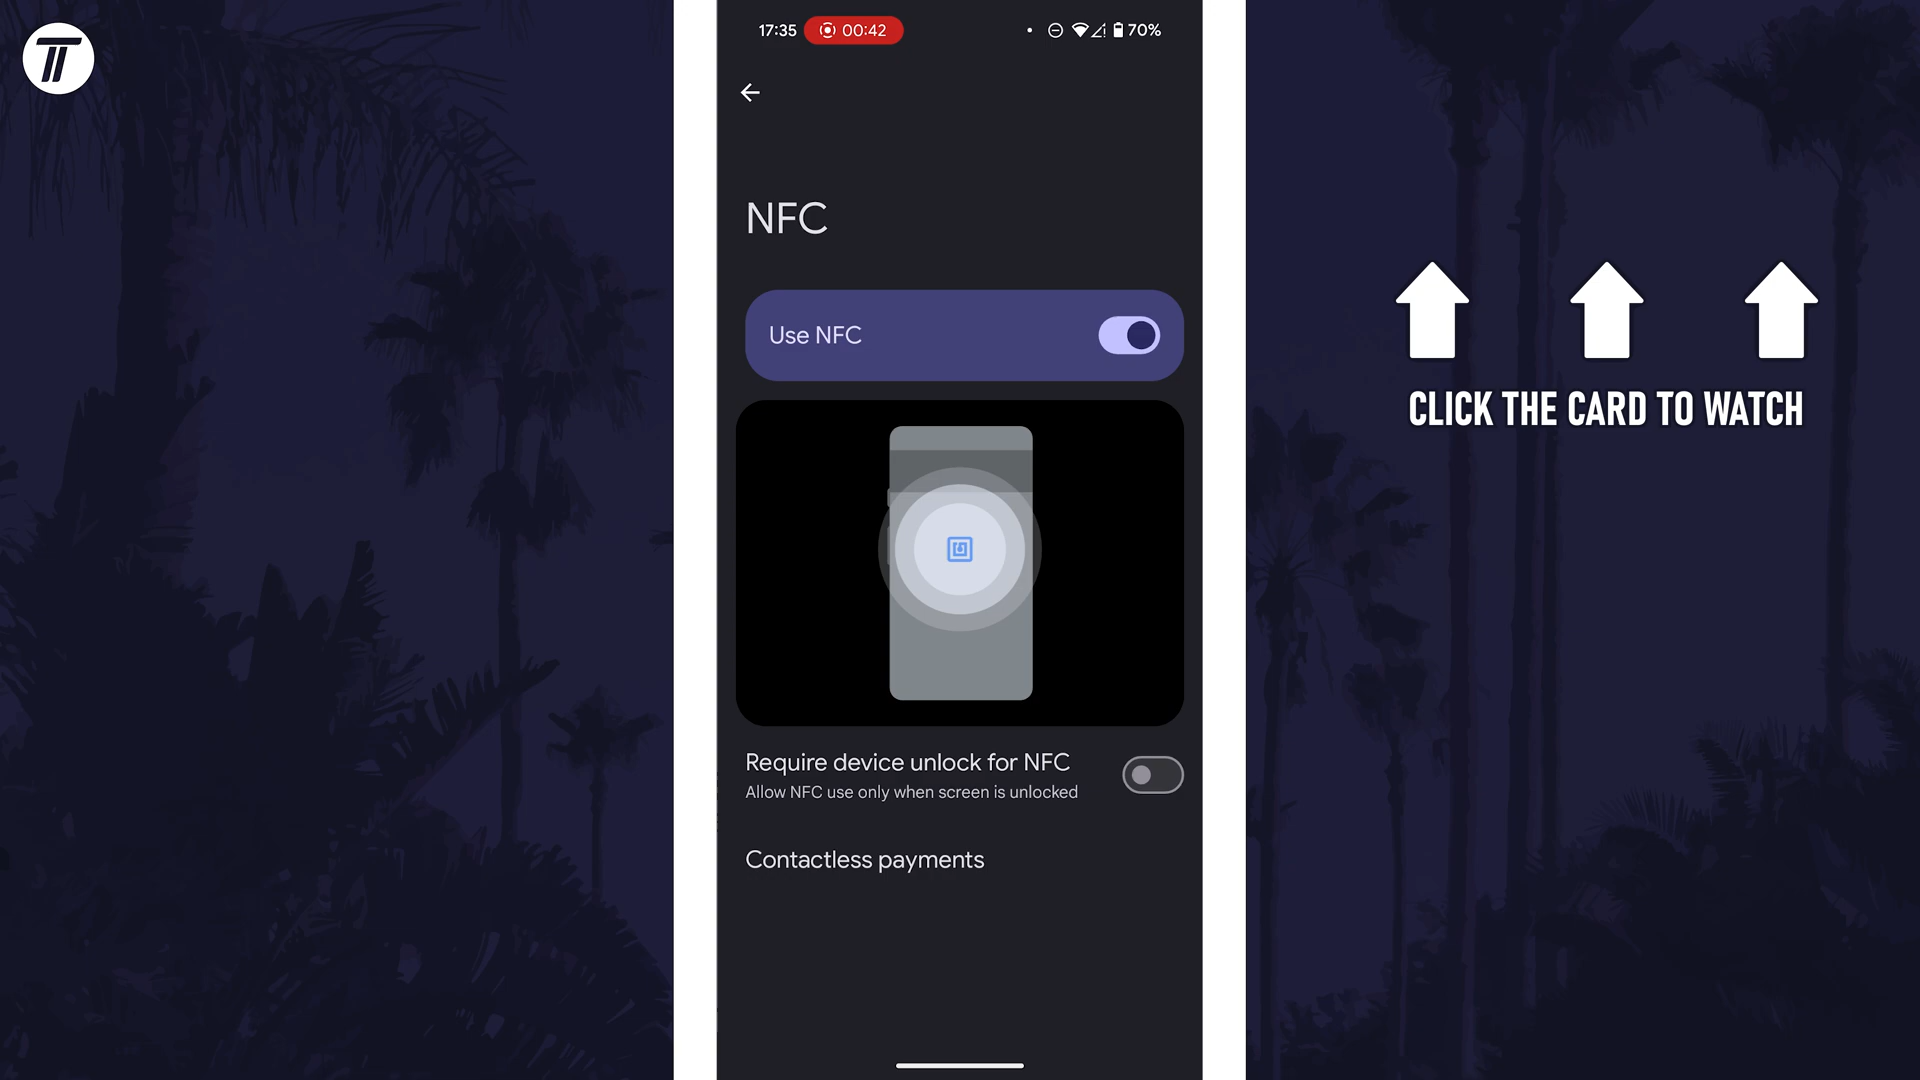 17:35 00:42 70%
NFC
Use NFC
Require device unlock for NFC
Allow NFC use only when screen is unlocked
Contactless payments
CLICK THE CARD TO WATCH